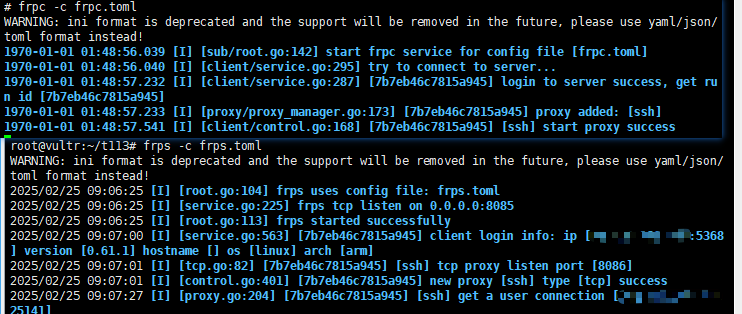 # frpc -c frpc.toml
WARNING: ini format is deprecated and the support will be removed in the future, please use yaml/json/
toml format instead!
1970-01-01 01:48:56.039 [I] [sub/root.go:142] start frpc service for config file [frpc.toml]
1970-01-01 01:48:56.040 [I] [client/service.go:295] try to connect to server...
1970-01-01 01:48:57.232 [I] [client/service.go:287] [7b7eb46c7815a945] login to server success, get ru
n id [7b7eb46c7815a945]
1970-01-01 01:48:57.233 [I] [proxy/proxy_manager.go:173] [7b7eb46c7815a945] proxy added: [ssh]
1970-01-01 01:48:57.541 [I] [client/control.go:168] [7b7eb46c7815a945] [ssh] start proxy success
root@vultr:~/t113# frps -c frps.toml
WARNING: ini format is deprecated and the support will be removed in the future, please use yaml/json/
toml format instead!
2025/02/25 09:06:25 [I] [root.go:104] frps uses config file: frps.toml
2025/02/25 09:06:25 [I] [service.go:225] frps tcp listen on 0.0.0.0:8085
2025/02/25 09:06:25 [I] [root.go:113] frps started successfully
2025/02/25 09:07:00 [I] [service.go:563] [7b7eb46c7815a945] client login info: ip [ :5368
] version [0.61.1] hostname [] os [linux] arch [arm]
2025/02/25 09:07:01 [I] [tcp.go:82] [7b7eb46c7815a945] [ssh] tcp proxy listen port [8086]
2025/02/25 09:07:01 [I] [control.go:401] [7b7eb46c7815a945] new proxy [ssh] type [tcp] success
2025/02/25 09:07:27 [I] [proxy.go:204] [7b7eb46c7815a945] [ssh] get a user connection [
25141]